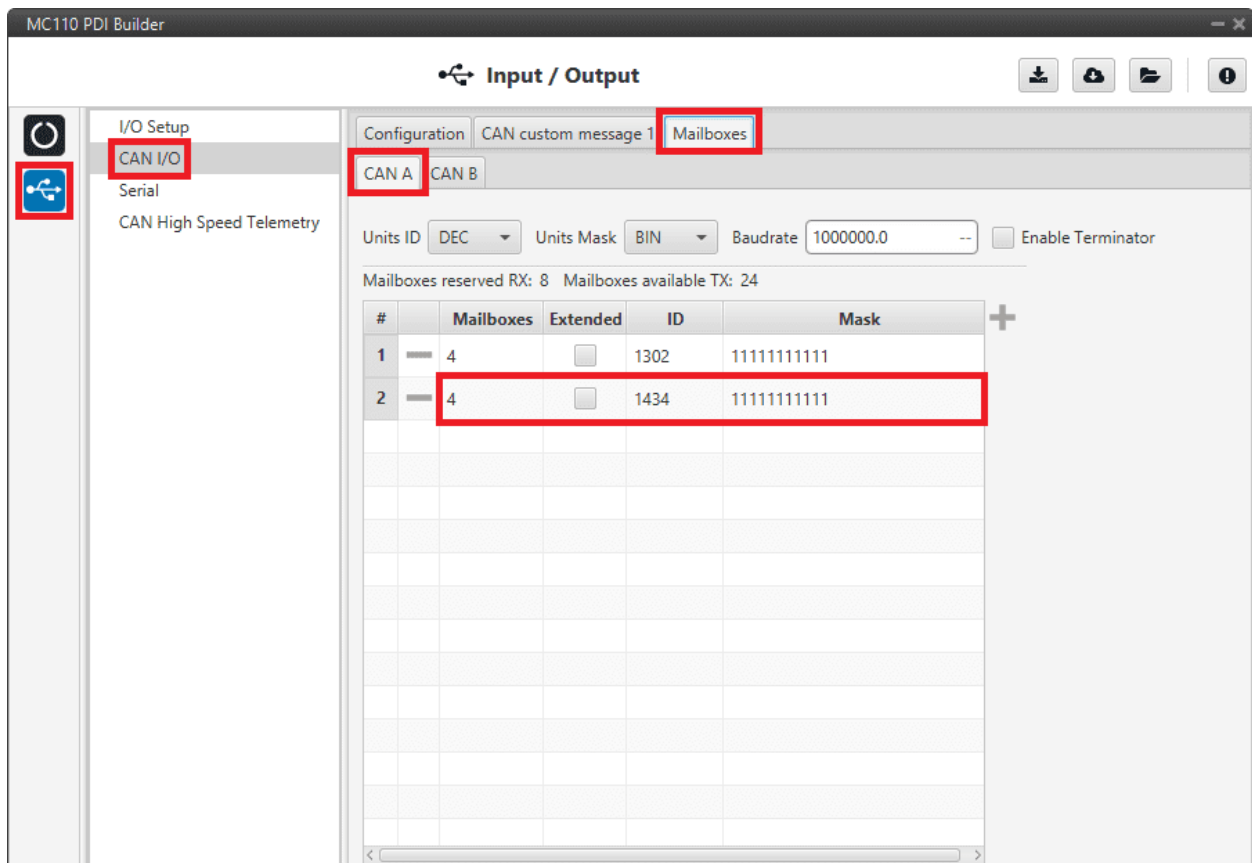 MC110 PDI Builder
Input / Output
I/O Setup
CAN I/O
Serial
CAN High Speed Telemetry
Configuration CAN custom message 1 Mailboxes
CAN A CAN B
Units ID DEC Units Mask BIN Baudrate 1000000.0 -- Enable Terminator
Mailboxes reserved RX: 8 Mailboxes available TX: 24
# Mailboxes Extended ID Mask
1 4 1302 11111111111
2 4 1434 11111111111